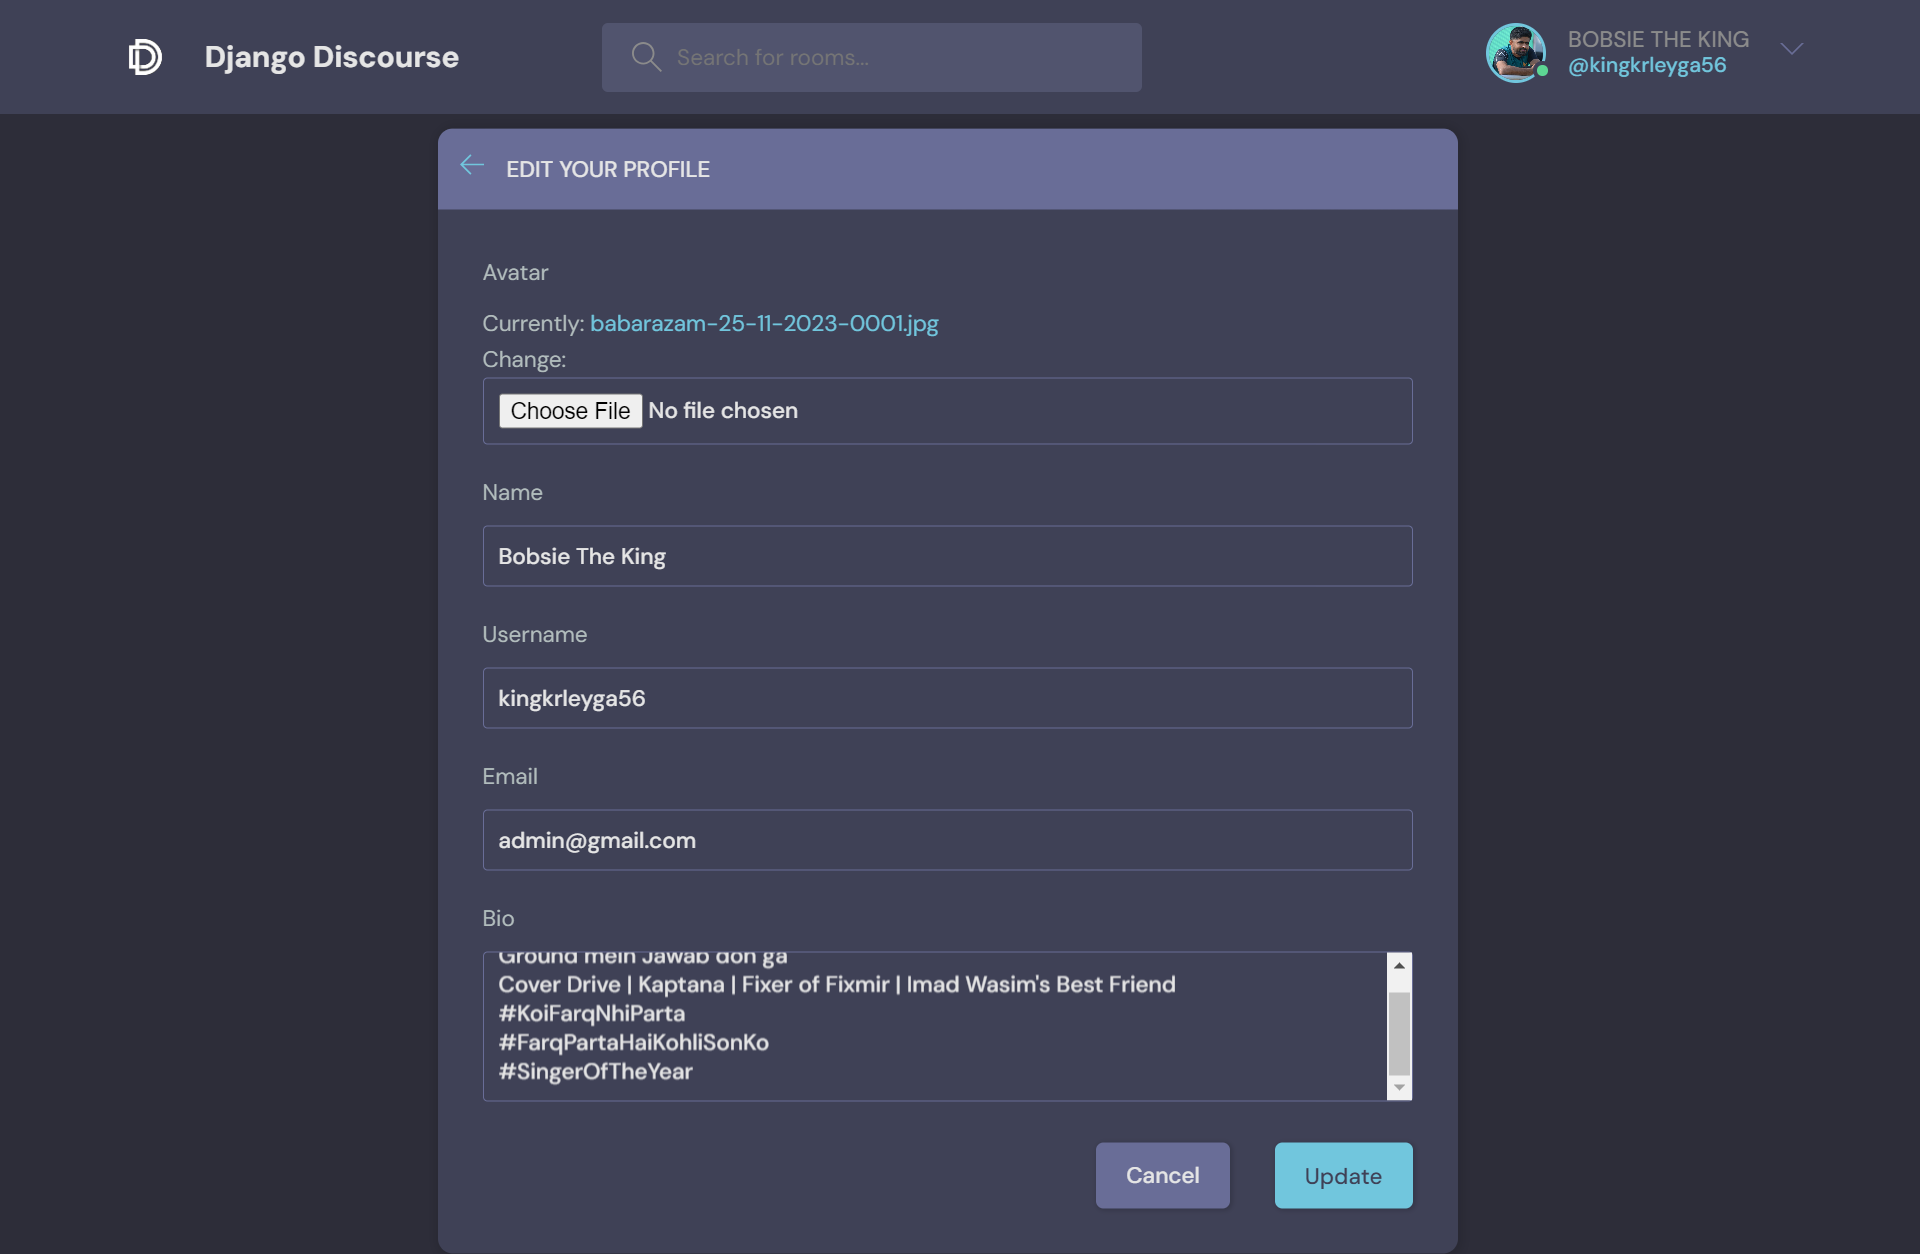 Django Discourse
Search for rooms...
BOBSIE THE KING
@kingkrleyga56
EDIT YOUR PROFILE
Avatar
Currently: babarazam-25-11-2023-0001.jpg
Change:
Choose File No file chosen
Name
Bobsie The King
Username
kingkrleyga56
Email
admin@gmail.com
Bio
Ground mein Jawab don ga
Cover Drive | Kaptana | Fixer of Fixmir | Imad Wasim's Best Friend
#KoiFarqNhiParta
#FarqPartaHaiKohliSonKo
#SingerOfTheYear
Cancel
Update